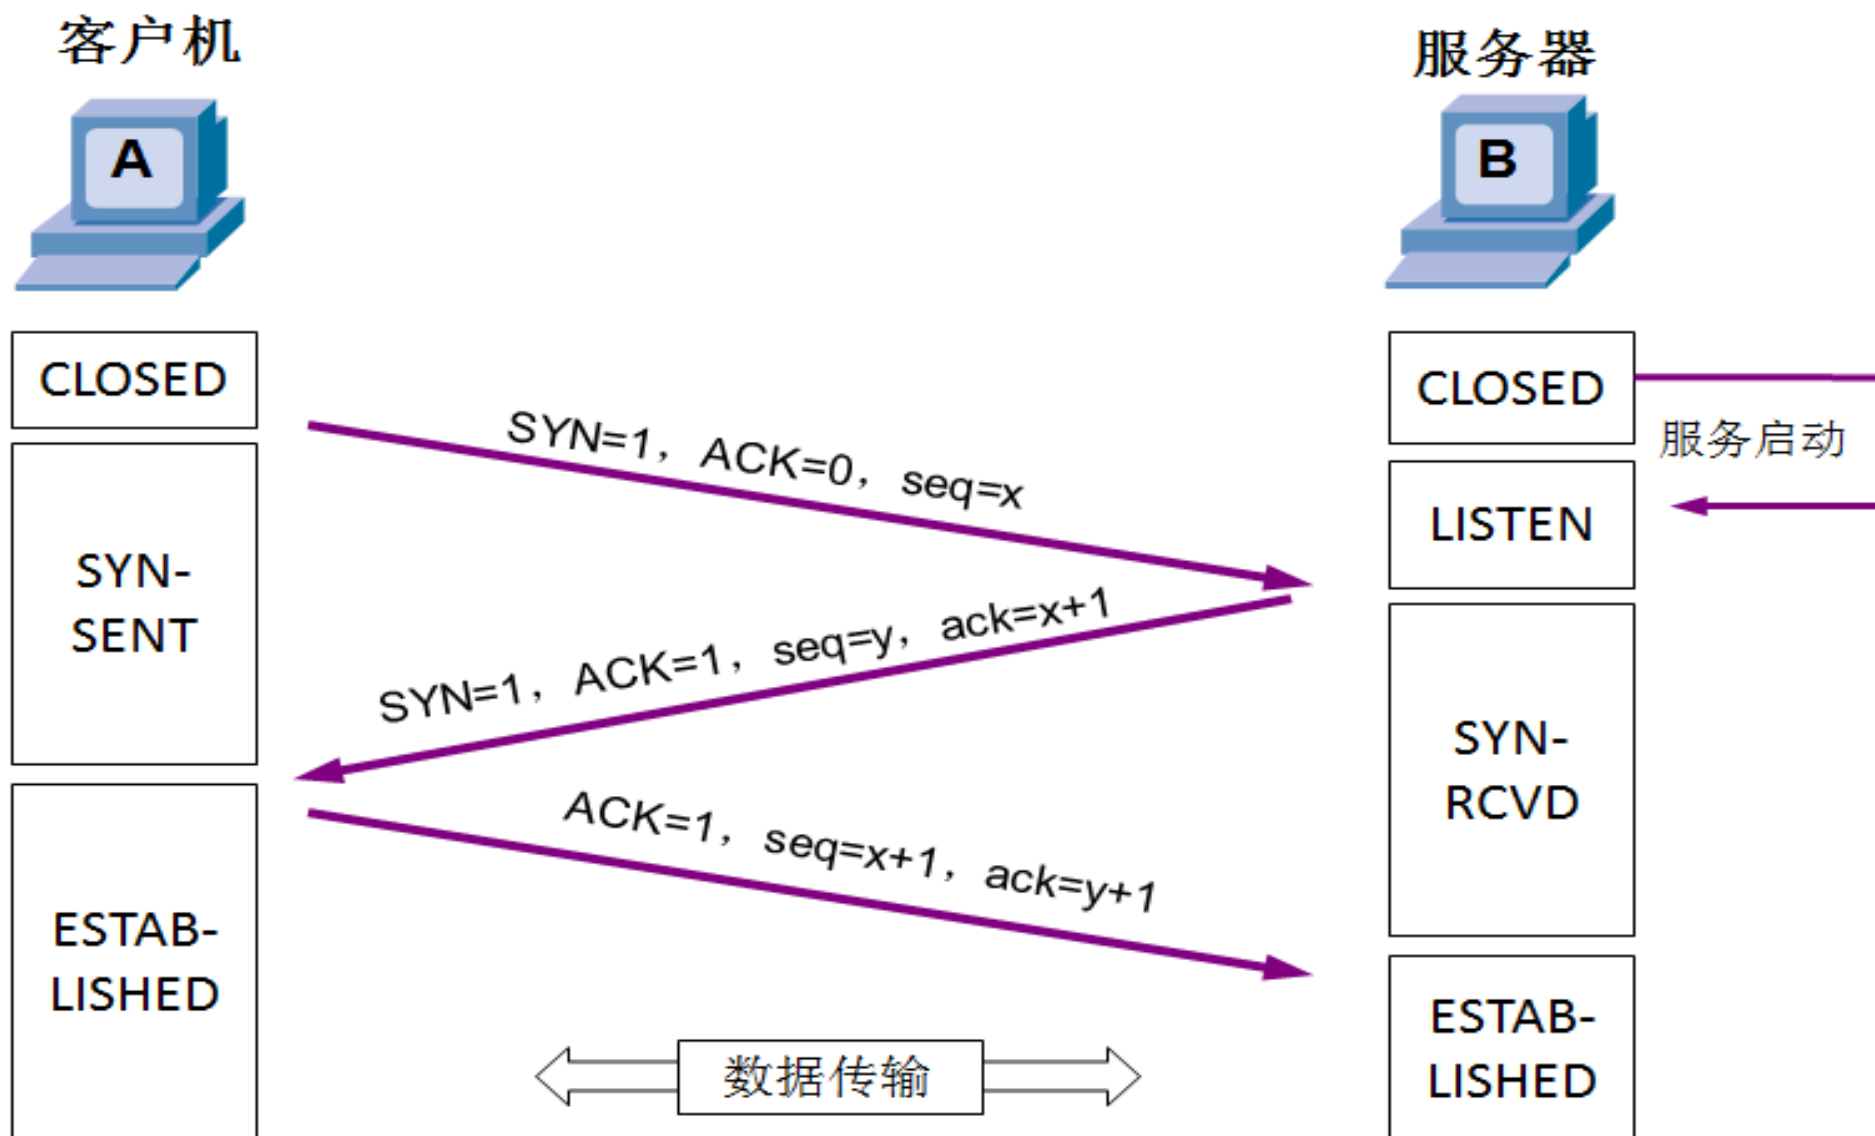 客户机
服务器
A
B
CLOSED
CLOSED
服务启动
SYN=1，ACK=0，seq=x
LISTEN
SYN-
SENT
SYN=1，ACK=1，seq=y，ack=x+1
SYN-
RCVD
ACK=1，seq=x+1，ack=y+1
ESTAB-
LISHED
ESTAB-
LISHED
数据传输